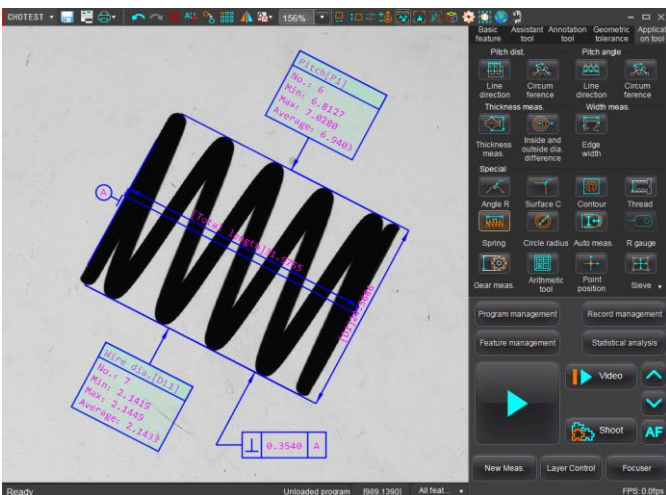 CHOTEST
156%
Basic feature
Assistant tool
Annotation tool
Geometric tolerance
Applicati on tool
Pitch dist.
Pitch angle
Line direction
Circum ference
Line direction
Circum ference
Thickness meas.
Width meas.
Thickness meas.
Inside and outside dia. difference
Edge width
Special
Angle R
Surface C
Contour
Thread
Spring
Circle radius
Auto meas.
R gauge
Gear meas.
Arithmetic tool
Point position
Sieve
Program management
Record management
Feature management
Statistical analysis
Video
Shoot
AF
New Meas.
Layer Control
Focuser
Pitch[P1]
No.: 6
Min: 6.8127
Max: 7.0280
Average: 6.9403
A
Wire dia.[Di1]
No.: 7
Min: 2.1419
Max: 2.1449
Average: 2.1433
0.3540 A
Ready
Unloaded program
[989,1390]
All feat...
FPS: 0.0fps